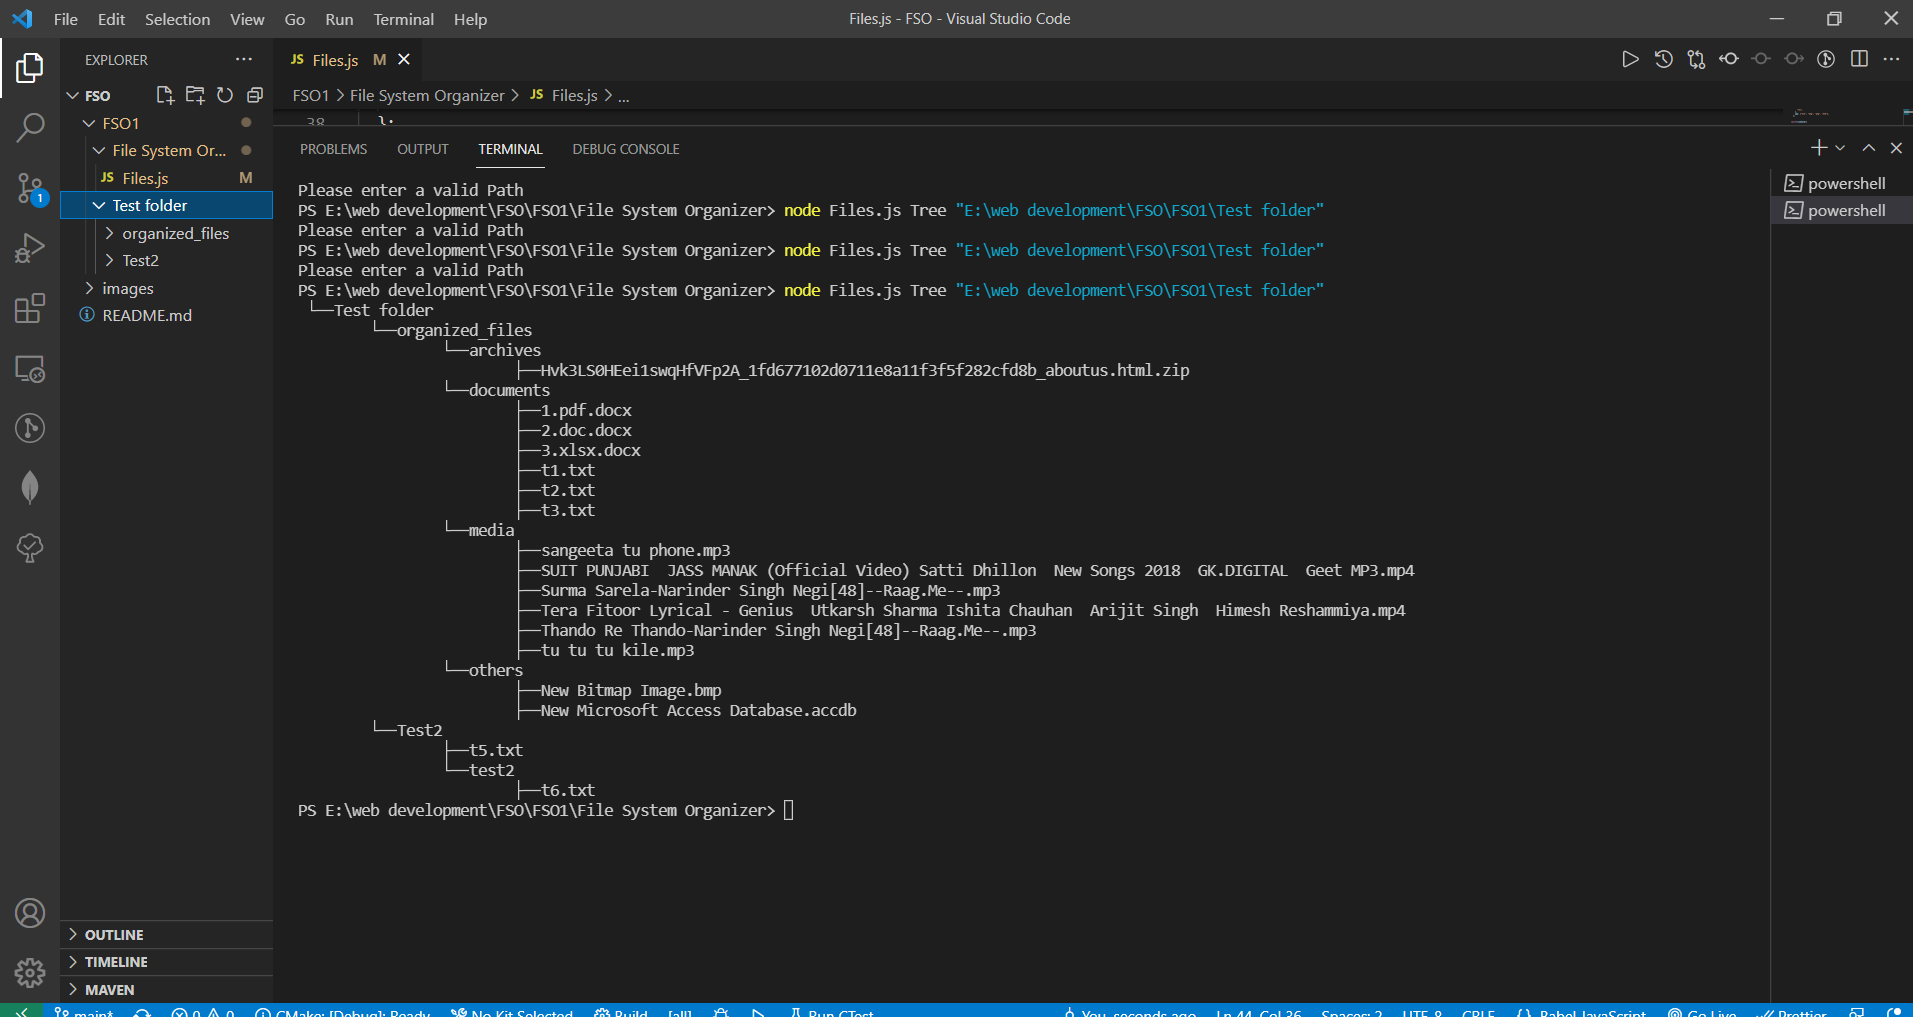 File Edit Selection View Go Run Terminal Help
Files.js - FSO - Visual Studio Code
EXPLORER
JS Files.js M
FSO
FSO1 > File System Organizer > JS Files.js > ...
FSO1
38 };
File System Or...
JS Files.js M
Test folder
organized_files
Test2
images
README.md
1
PROBLEMS OUTPUT TERMINAL DEBUG CONSOLE
powershell
powershell
Please enter a valid Path
PS E:\web development\FSO\FSO1\File System Organizer> node Files.js Tree "E:\web development\FSO\FSO1\Test folder"
Please enter a valid Path
PS E:\web development\FSO\FSO1\File System Organizer> node Files.js Tree "E:\web development\FSO\FSO1\Test folder"
Please enter a valid Path
PS E:\web development\FSO\FSO1\File System Organizer> node Files.js Tree "E:\web development\FSO\FSO1\Test folder"
└──Test folder
└──organized_files
└──archives
├──Hvk3LS0HEei1swqHfVFp2A_1fd677102d0711e8a11f3f5f282cfd8b_aboutus.html.zip
└──documents
├──1.pdf.docx
├──2.doc.docx
├──3.xlsx.docx
├──t1.txt
├──t2.txt
├──t3.txt
└──media
├──sangeeta tu phone.mp3
├──SUIT PUNJABI  JASS MANAK (Official Video) Satti Dhillon  New Songs 2018  GK.DIGITAL  Geet MP3.mp4
├──Surma Sarela-Narinder Singh Negi[48]--Raag.Me--.mp3
├──Tera Fitoor Lyrical - Genius  Utkarsh Sharma Ishita Chauhan  Arijit Singh  Himesh Reshammiya.mp4
├──Thando Re Thando-Narinder Singh Negi[48]--Raag.Me--.mp3
├──tu tu tu kile.mp3
└──others
├──New Bitmap Image.bmp
├──New Microsoft Access Database.accdb
└──Test2
├──t5.txt
└──test2
├──t6.txt
PS E:\web development\FSO\FSO1\File System Organizer>
OUTLINE
TIMELINE
MAVEN
main* 0 0 CMake: [Debug]: Ready No Kit Selected Build [all] Run CTest You, seconds ago Ln 44, Col 36 Spaces: 2 UTF-8 CRLF {} Babel JavaScript Go Live Prettier